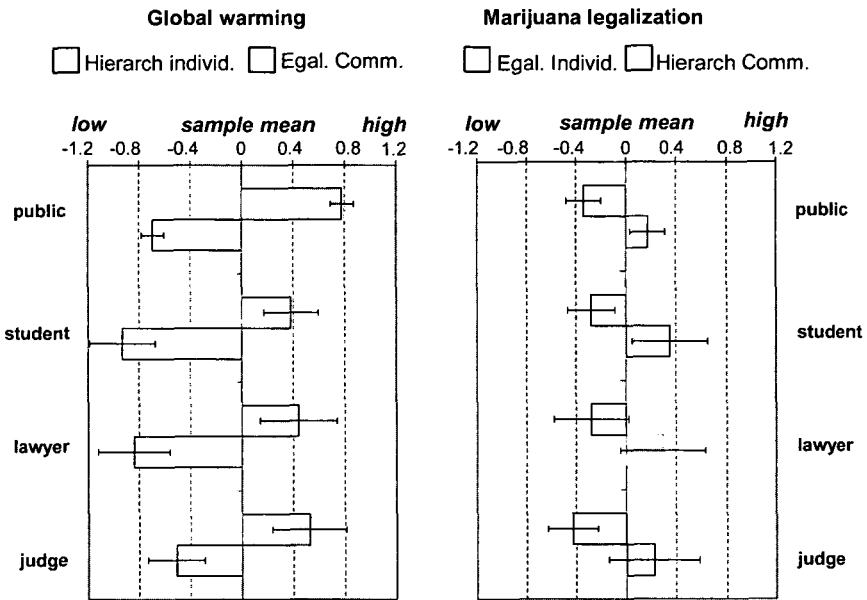 Global warming
Hierarch individ. Egal. Comm.
low sample mean high
-1.2 -0.8 0 0.4 0.8 1.2
public
student
lawyer
judge
Marijuana legalization
Egal. Individ. Hierarch Comm.
low sample mean high
-1.2 -0.8 -0.4 0 0.4 0.8 1.2
public
student
lawyer
judge